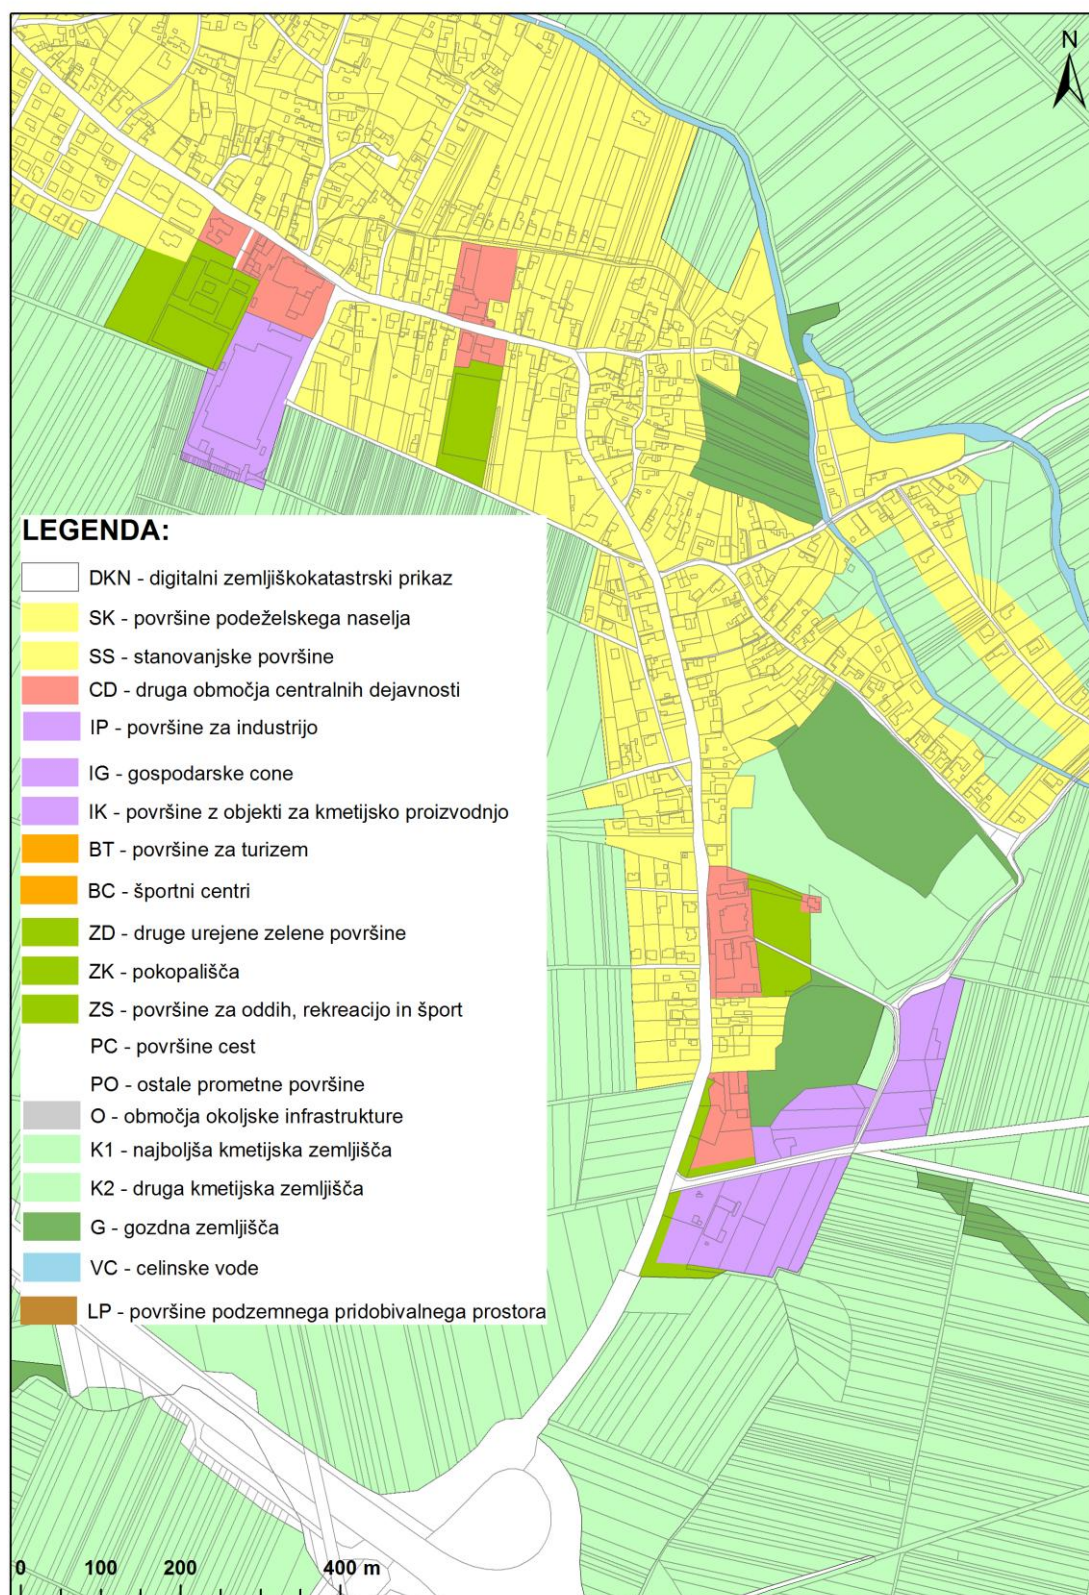 N
LEGENDA:
DKN - digitalni zemljiškokatastrski prikaz
SK - površine podeželskega naselja
SS - stanovanjske površine
CD - druga območja centralnih dejavnosti
IP - površine za industrijo
IG - gospodarske cone
IK - površine z objekti za kmetijsko proizvodnjo
BT - površine za turizem
BC - športni centri
ZD - druge urejene zelene površine
ZK - pokopališča
ZS - površine za oddih, rekreacijo in šport
PC - površine cest
PO - ostale prometne površine
O - območja okoljske infrastrukture
K1 - najboljša kmetijska zemljišča
K2 - druga kmetijska zemljišča
G - gozdna zemljišča
VC - celinske vode
LP - površine podzemnega pridobivalnega prostora
0 100 200 400 m